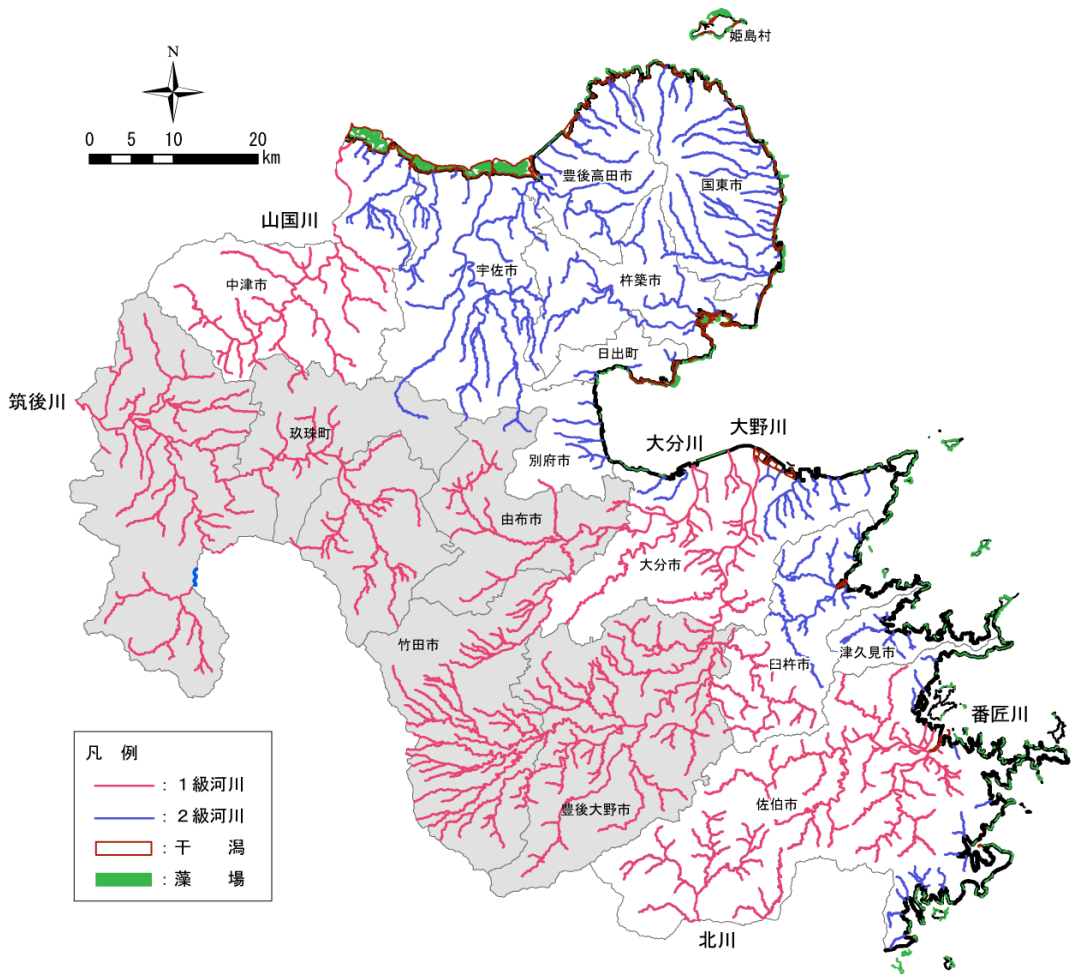 姫島村
N
0 5 10 20
km
豊後高田市
国東市
山国川
宇佐市
中津市
杵築市
日出町
筑後川
玖珠町
大分川
大野川
別府市
由布市
大分市
竹田市
臼杵市
津久見市
番匠川
佐伯市
豊後大野市
北川
凡 例
: 1級河川
: 2級河川
: 干 潟
: 藻 場